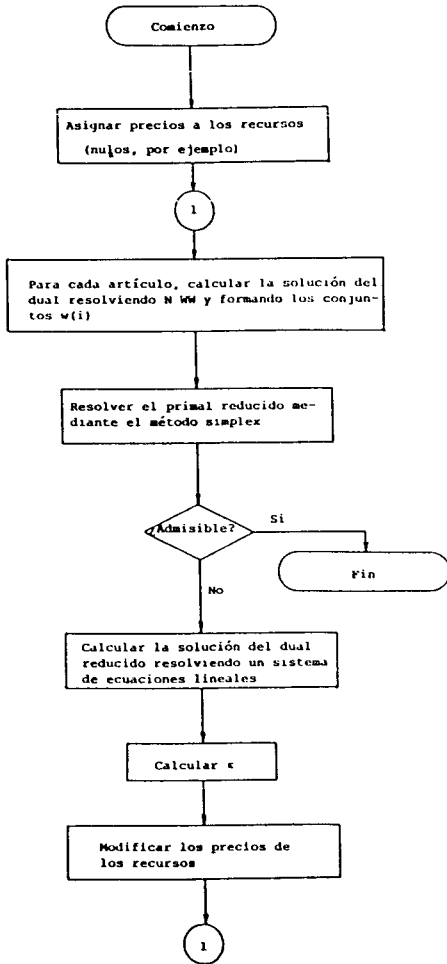 Comienzo
Asignar precios a los recursos
(nulos, por ejemplo)
1
Para cada artículo, calcular la solución del
dual resolviendo N WW y formando los conjun-
tos w(i)
Resolver el primal reducido me-
diante el método simplex
¿Admisible?
Si
Fin
No
Calcular la solución del dual
reducido resolviendo un sistema
de ecuaciones lineales
Calcular ε
Modificar los precios de
los recursos
1